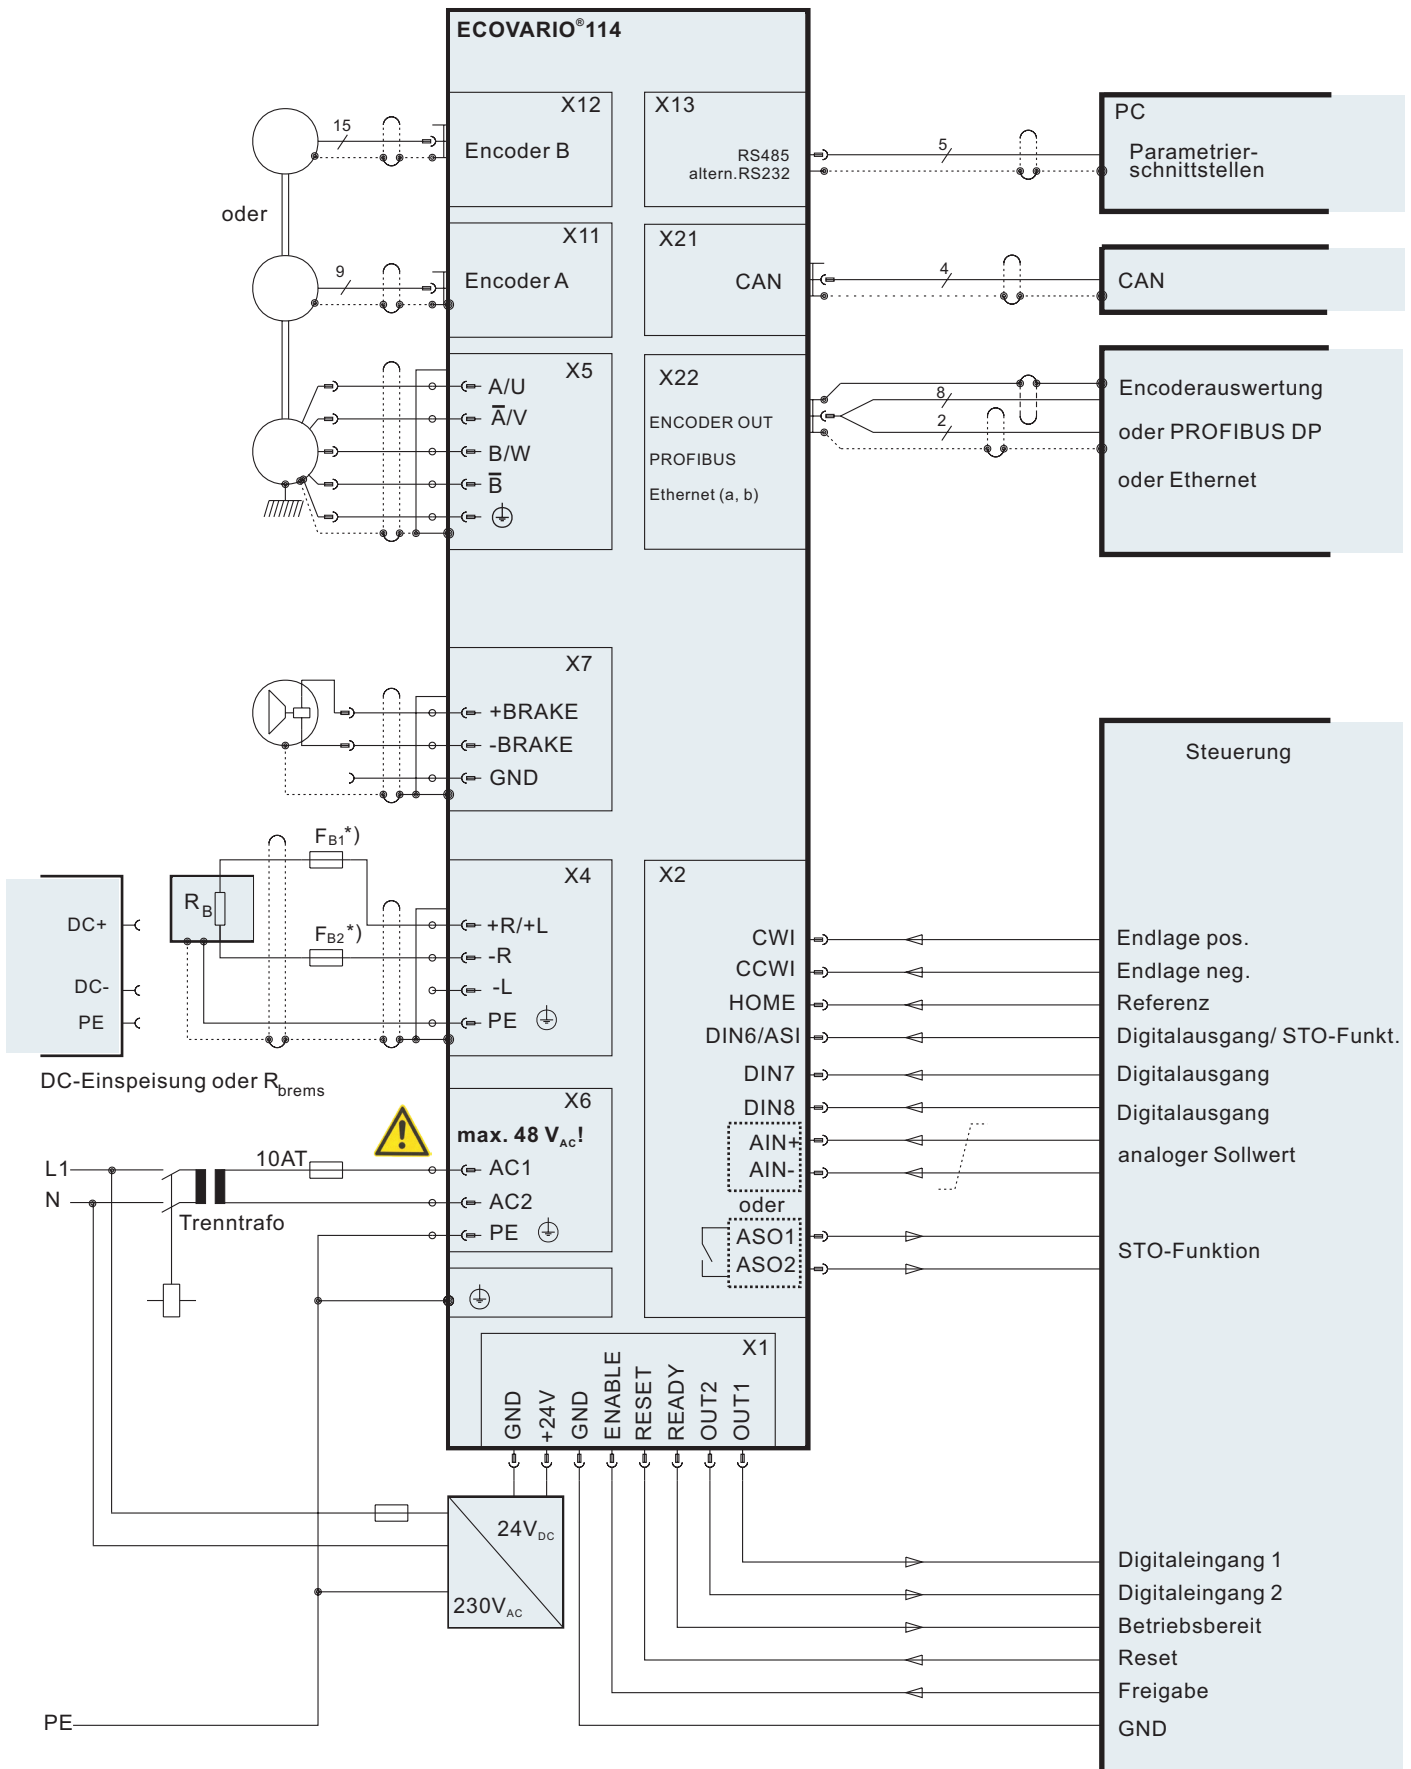 ECOVARIO®114
X12
Encoder B
15
oder
X11
Encoder A
9
X5
A/U
A̅/V
B/W
B̅
X13
RS485
altern.RS232
5
PC
Parametrier-
schnittstellen
X21
CAN
4
CAN
X22
ENCODER OUT
PROFIBUS
Ethernet (a, b)
8
2
Encoderauswertung
oder PROFIBUS DP
oder Ethernet
X7
+BRAKE
-BRAKE
GND
Steuerung
FB1*)
FB2*)
RB
DC+
DC-
PE
DC-Einspeisung oder Rbrems
X4
+R/+L
-R
-L
PE
X6
max. 48 VAC!
AC1
AC2
PE
L1
N
10AT
Trenntrafo
X2
CWI
CCWI
HOME
DIN6/ASI
DIN7
DIN8
AIN+
AIN-
oder
ASO1
ASO2
Endlage pos.
Endlage neg.
Referenz
Digitalausgang/ STO-Funkt.
Digitalausgang
Digitalausgang
analoger Sollwert
STO-Funktion
X1
GND
+24V
GND
ENABLE
RESET
READY
OUT2
OUT1
24VDC
230VAC
PE
Digitaleingang 1
Digitaleingang 2
Betriebsbereit
Reset
Freigabe
GND